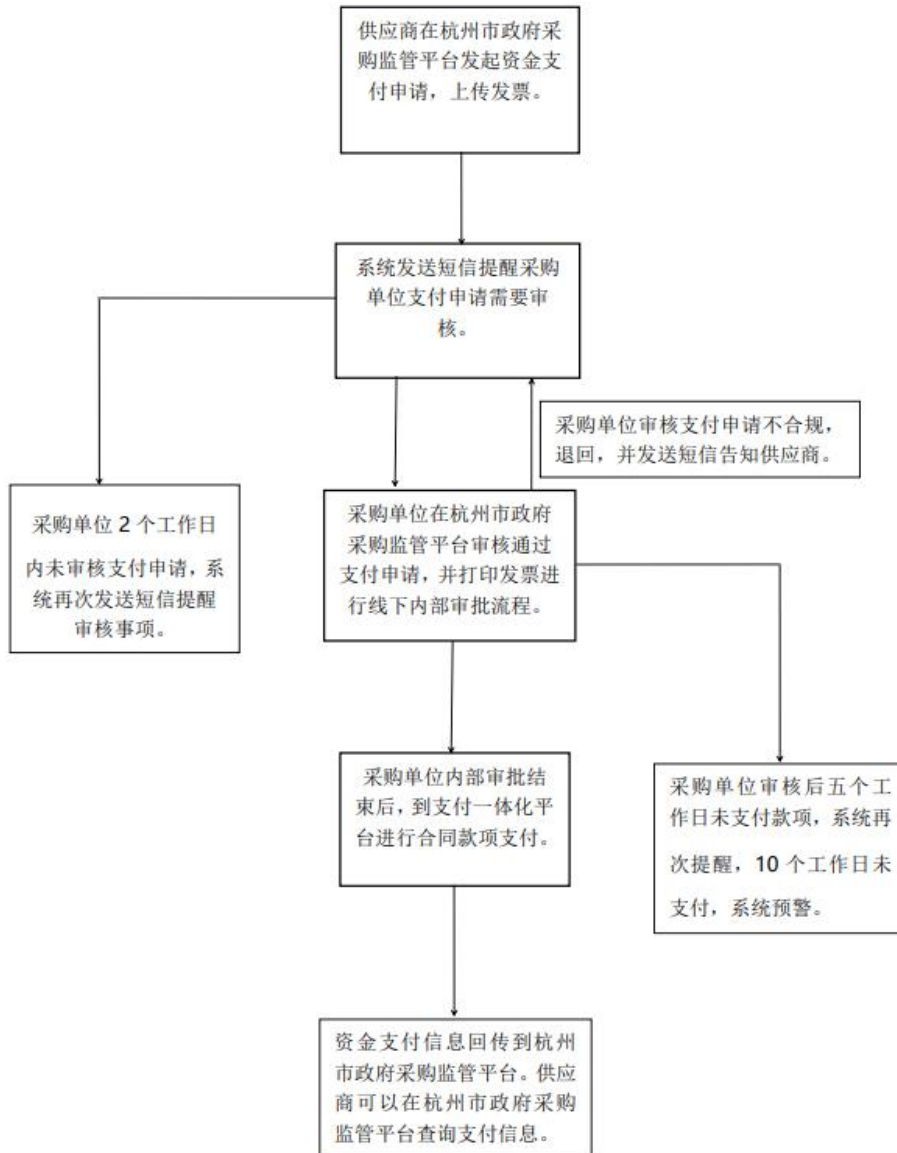 供应商在杭州市政府采
购监管平台发起资金支
付申请，上传发票。
系统发送短信提醒采购
单位支付申请需要审
核。
采购单位审核支付申请不合规，
退回，并发送短信告知供应商。
采购单位 2 个工作日
内未审核支付申请，系
统再次发送短信提醒
审核事项。
采购单位在杭州市政府
采购监管平台审核通过
支付申请，并打印发票进
行线下内部审批流程。
采购单位内部审批结
束后，到支付一体化平
台进行合同款项支付。
采购单位审核后五个工
作日未支付款项，系统再
次提醒，10 个工作日未
支付，系统预警。
资金支付信息回传到杭州
市政府采购监管平台。供应
商可以在杭州市政府采购
监管平台查询支付信息。